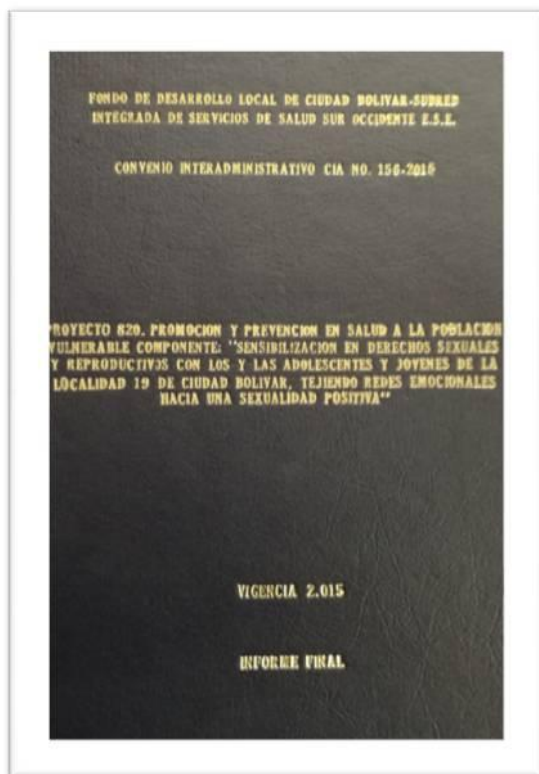 FONDO DE DESARROLLO LOCAL DE CIUDAD BOLIVAR-SUBRED
INTEGRADA DE SERVICIOS DE SALUD SUR OCCIDENTE E.S.E.
CONVENIO INTERADMINISTRATIVO CIA NO. 156-2015
ROYECTO 820. PROMOCION Y PREVENCION EN SALUD A LA POBLACION
VULNERABLE COMPONENTE: "SENSIBILIZACION EN DERECHOS SEXUALES
Y REPRODUCTIVOS CON LOS Y LAS ADOLESCENTES Y JOVENES DE LA
LOCALIDAD 19 DE CIUDAD BOLIVAR, TEJIENDO REDES EMOCIONALES
HACIA UNA SEXUALIDAD POSITIVA"
VIGENCIA 2.015
INFORME FINAL